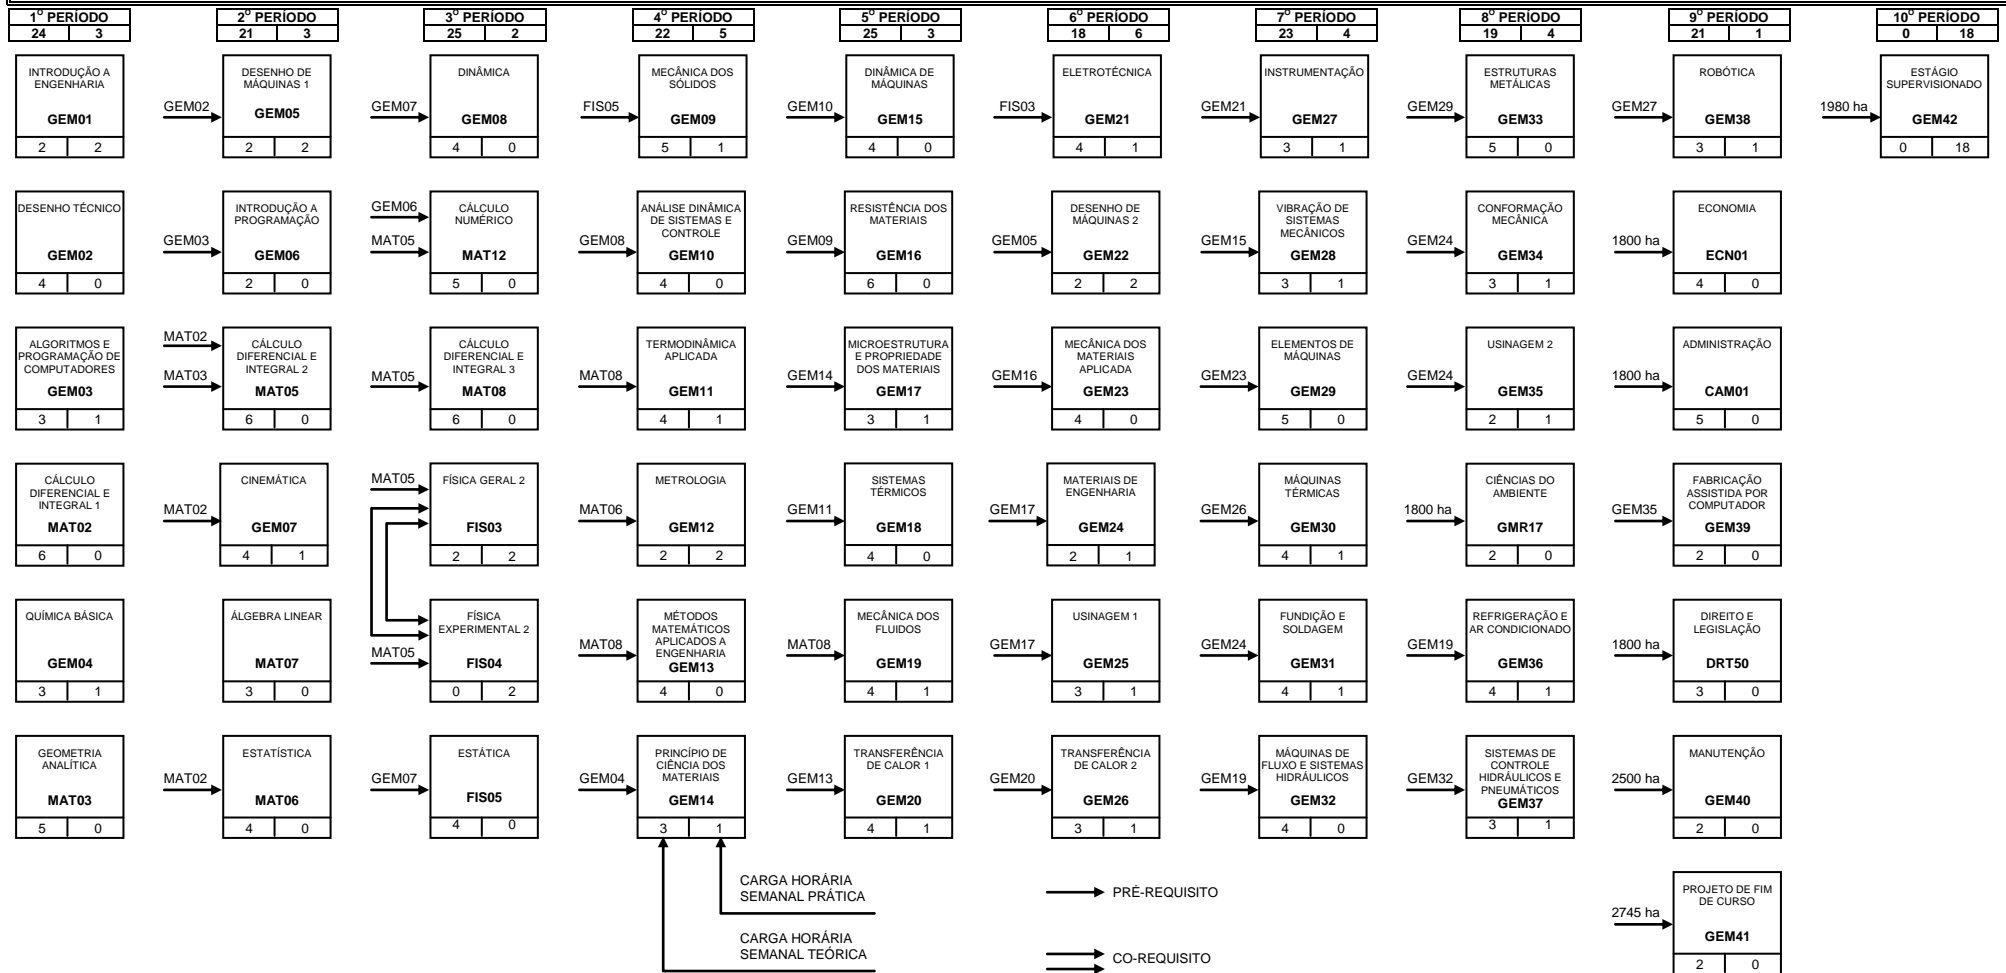 1º PERÍODO
24 3
2º PERÍODO
21 3
3º PERÍODO
25 2
4º PERÍODO
22 5
5º PERÍODO
25 3
6º PERÍODO
18 6
7º PERÍODO
23 4
8º PERÍODO
19 4
9º PERÍODO
21 1
10º PERÍODO
0 18
INTRODUÇÃO A
ENGENHARIA
GEM01
2 2
GEM02
DESENHO DE
MÁQUINAS 1
GEM05
2 2
GEM07
DINÂMICA
GEM08
4 0
FIS05
MECÂNICA DOS
SÓLIDOS
GEM09
5 1
GEM10
DINÂMICA DE
MÁQUINAS
GEM15
4 0
FIS03
ELETROTÉCNICA
GEM21
4 1
GEM21
INSTRUMENTAÇÃO
GEM27
3 1
GEM29
ESTRUTURAS
METÁLICAS
GEM33
5 0
GEM27
ROBÓTICA
GEM38
3 1
1980 ha
ESTÁGIO
SUPERVISIONADO
GEM42
0 18
DESENHO TÉCNICO
GEM02
4 0
GEM03
INTRODUÇÃO A
PROGRAMAÇÃO
GEM06
2 0
GEM06
MAT05
CÁLCULO
NUMÉRICO
MAT12
5 0
GEM08
ANÁLISE DINÂMICA
DE SISTEMAS E
CONTROLE
GEM10
4 0
GEM09
RESISTÊNCIA DOS
MATERIAIS
GEM16
6 0
GEM05
DESENHO DE
MÁQUINAS 2
GEM22
2 2
GEM15
VIBRAÇÃO DE
SISTEMAS
MECÂNICOS
GEM28
3 1
GEM24
CONFORMAÇÃO
MECÂNICA
GEM34
3 1
1800 ha
ECONOMIA
ECN01
4 0
ALGORITMOS E
PROGRAMAÇÃO DE
COMPUTADORES
GEM03
3 1
MAT02
MAT03
CÁLCULO
DIFERENCIAL E
INTEGRAL 2
MAT05
6 0
MAT05
CÁLCULO
DIFERENCIAL E
INTEGRAL 3
MAT08
6 0
MAT08
TERMODINÂMICA
APLICADA
GEM11
4 1
GEM14
MICROESTRUTURA
E PROPRIEDADE
DOS MATERIAIS
GEM17
3 1
GEM16
MECÂNICA DOS
MATERIAIS
APLICADA
GEM23
4 0
GEM23
ELEMENTOS DE
MÁQUINAS
GEM29
5 0
GEM24
USINAGEM 2
GEM35
2 1
1800 ha
ADMINISTRAÇÃO
CAM01
5 0
CÁLCULO
DIFERENCIAL E
INTEGRAL 1
MAT02
6 0
MAT02
CINEMÁTICA
GEM07
4 1
MAT05
FÍSICA GERAL 2
FIS03
2 2
MAT06
METROLOGIA
GEM12
2 2
GEM11
SISTEMAS
TÉRMICOS
GEM18
4 0
GEM17
MATERIAIS DE
ENGENHARIA
GEM24
2 1
GEM26
MÁQUINAS
TÉRMICAS
GEM30
4 1
1800 ha
CIÊNCIAS DO
AMBIENTE
GMR17
2 0
GEM35
FABRICAÇÃO
ASSISTIDA POR
COMPUTADOR
GEM39
2 0
QUÍMICA BÁSICA
GEM04
3 1
ÁLGEBRA LINEAR
MAT07
3 0
MAT05
FÍSICA
EXPERIMENTAL 2
FIS04
0 2
MAT08
MÉTODOS
MATEMÁTICOS
APLICADOS A
ENGENHARIA
GEM13
4 0
MAT08
MECÂNICA DOS
FLUIDOS
GEM19
4 1
GEM17
USINAGEM 1
GEM25
3 1
GEM24
FUNDIÇÃO E
SOLDAGEM
GEM31
4 1
GEM19
REFRIGERAÇÃO E
AR CONDICIONADO
GEM36
4 1
1800 ha
DIREITO E
LEGISLAÇÃO
DRT50
3 0
GEOMETRIA
ANALÍTICA
MAT03
5 0
MAT02
ESTATÍSTICA
MAT06
4 0
GEM07
ESTÁTICA
FIS05
4 0
GEM04
PRINCÍPIO DE
CIÊNCIA DOS
MATERIAIS
GEM14
3 1
GEM13
TRANSFERÊNCIA
DE CALOR 1
GEM20
4 1
GEM20
TRANSFERÊNCIA
DE CALOR 2
GEM26
3 1
GEM19
MÁQUINAS DE
FLUXO E SISTEMAS
HIDRÁULICOS
GEM32
4 0
GEM32
SISTEMAS DE
CONTROLE
HIDRÁULICOS E
PNEUMÁTICOS
GEM37
3 1
2500 ha
MANUTENÇÃO
GEM40
2 0
CARGA HORÁRIA
SEMANAL PRÁTICA
PRÉ-REQUISITO
2745 ha
PROJETO DE FIM
DE CURSO
GEM41
2 0
CARGA HORÁRIA
SEMANAL TEÓRICA
CO-REQUISITO